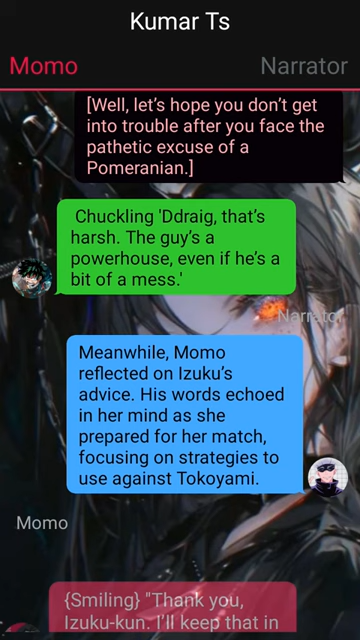 Kumar Ts
Momo
Narrator
[Well, let's hope you don't get
into trouble after you face the
pathetic excuse of a
Pomeranian.]
Chuckling 'Ddraig, that's
harsh. The guy's a
powerhouse, even if he's a
bit of a mess.'
Narrator
Meanwhile, Momo
reflected on Izuku's
advice. His words echoed
in her mind as she
prepared for her match,
focusing on strategies to
use against Tokoyami.
Momo
{Smiling} "Thank you,
Izuku-kun. I'll keep that in